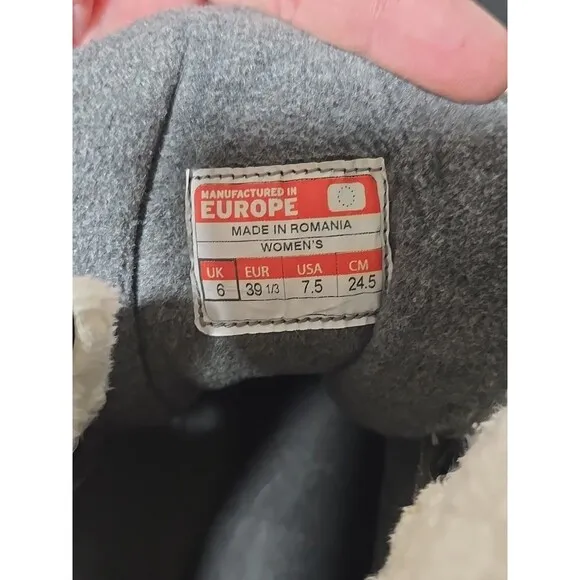 MANUFACTURED IN
EUROPE
MADE IN ROMANIA
WOMEN'S
UK EUR USA CM
6 39 1/3 7.5 24.5